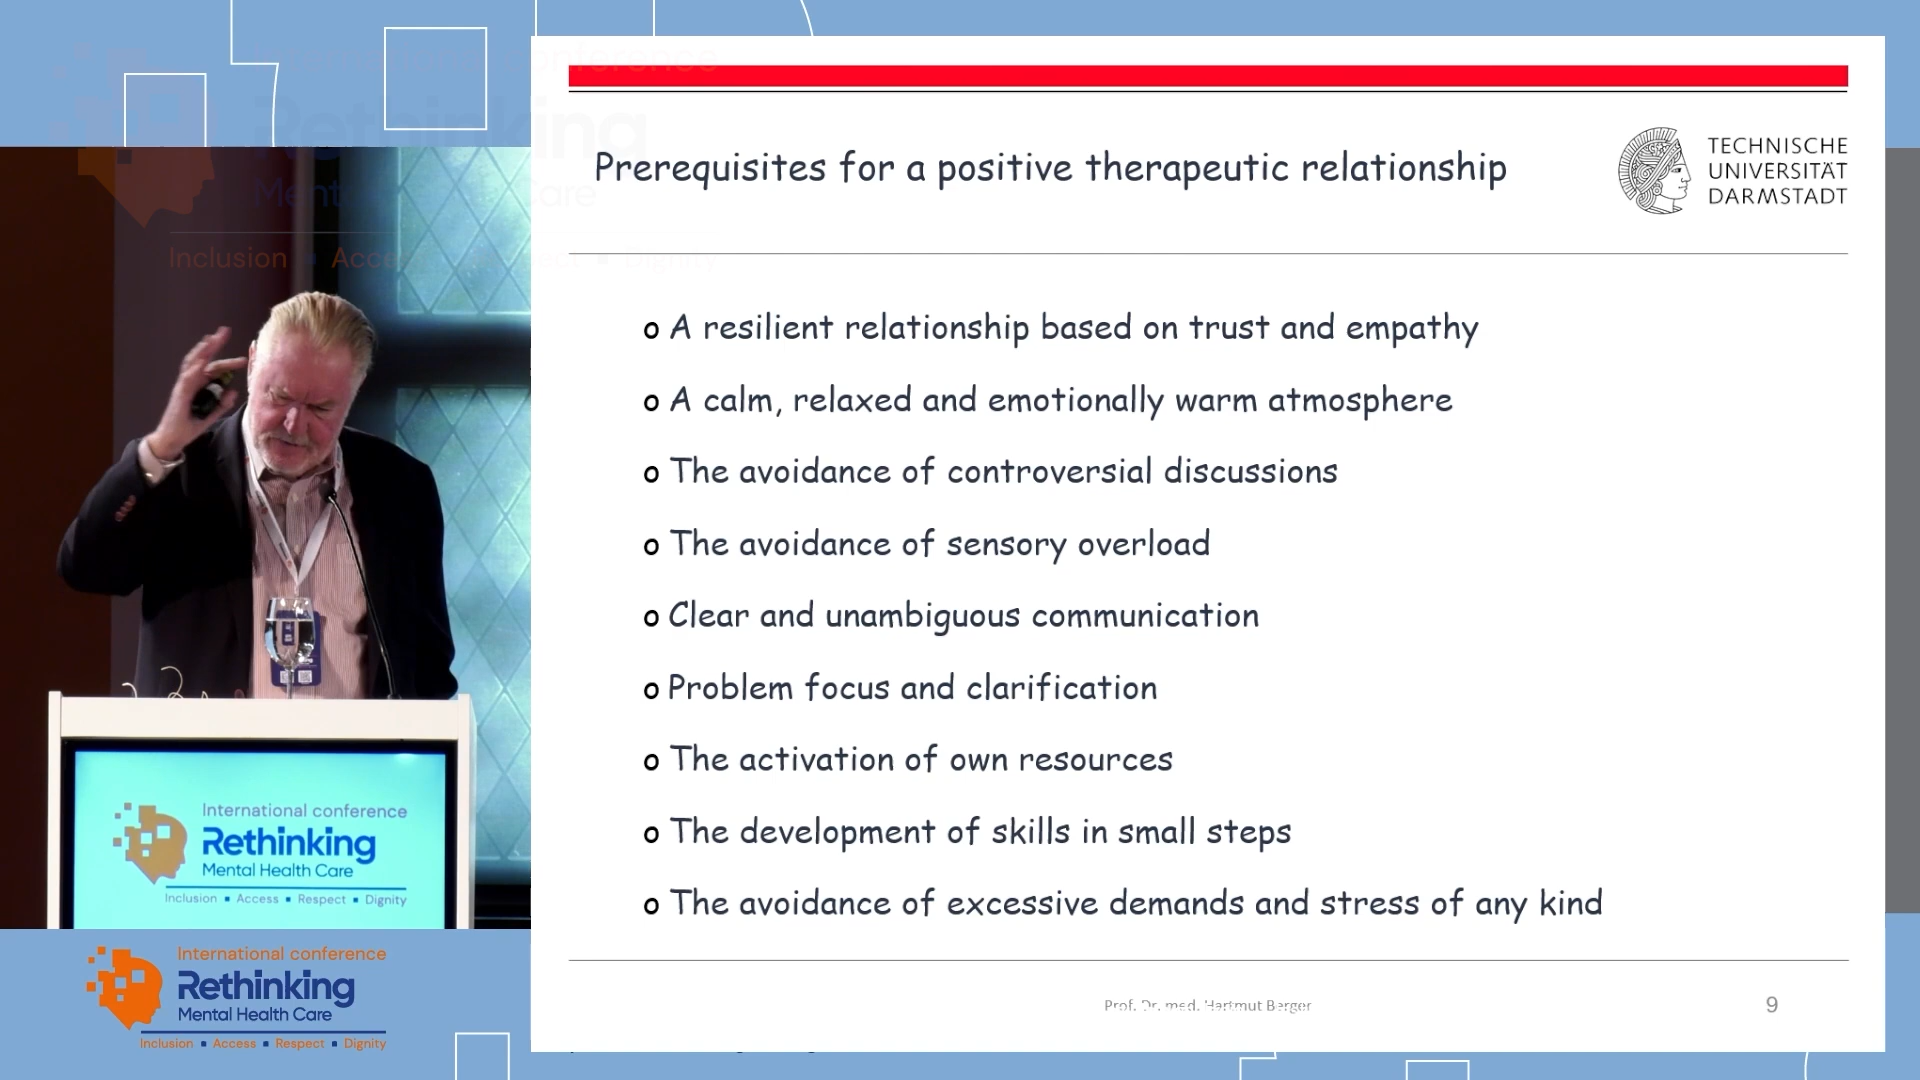 Prerequisites for a positive therapeutic relationship
TECHNISCHE
UNIVERSITÄT
DARMSTADT
o A resilient relationship based on trust and empathy
o A calm, relaxed and emotionally warm atmosphere
o The avoidance of controversial discussions
o The avoidance of sensory overload
o Clear and unambiguous communication
o Problem focus and clarification
o The activation of own resources
o The development of skills in small steps
o The avoidance of excessive demands and stress of any kind
Prof. Dr. med. Hartmut Berger
9
International conference
Rethinking
Mental Health Care
Inclusion ▪ Access ▪ Respect ▪ Dignity
International conference
Rethinking
Mental Health Care
Inclusion ▪ Access ▪ Respect ▪ Dignity